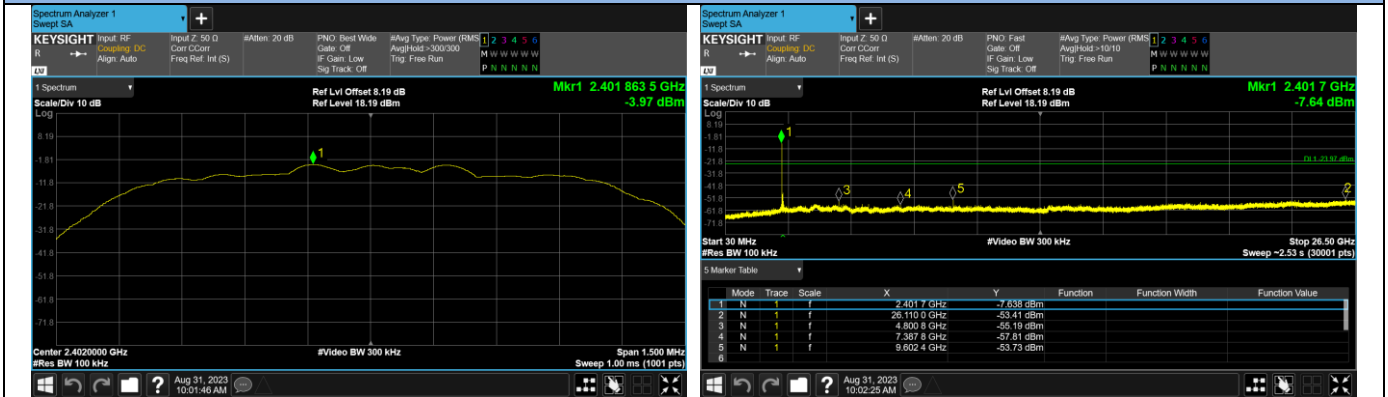 Spectrum Analyzer 1
Swept SA
+
KEYSIGHT
R
LXI
Input: RF
Coupling: DC
Align: Auto
Input Z: 50 Ω
Corr CCorr
Freq Ref: Int (S)
#Atten: 20 dB
PNO: Best Wide
Gate: Off
IF Gain: Low
Sig Track: Off
#Avg Type: Power (RMS
Avg|Hold:>300/300
Trig: Free Run
1 2 3 4 5 6
M W W W W W
P N N N N N
1 Spectrum
Scale/Div 10 dB
Log
Ref Lvl Offset 8.19 dB
Ref Level 18.19 dBm
Mkr1 2.401 863 5 GHz
-3.97 dBm
8.19
-1.81
-11.8
-21.8
-31.8
-41.8
-51.8
-61.8
-71.8
1
Center 2.4020000 GHz
#Res BW 100 kHz
#Video BW 300 kHz
Span 1.500 MHz
Sweep 1.00 ms (1001 pts)
?
Aug 31, 2023
10:01:46 AM
Spectrum Analyzer 1
Swept SA
+
KEYSIGHT
R
LXI
Input: RF
Coupling: DC
Align: Auto
Input Z: 50 Ω
Corr CCorr
Freq Ref: Int (S)
#Atten: 20 dB
PNO: Fast
Gate: Off
IF Gain: Low
Sig Track: Off
#Avg Type: Power (RMS
Avg|Hold:>10/10
Trig: Free Run
1 2 3 4 5 6
M W W W W W
P N N N N N
1 Spectrum
Scale/Div 10 dB
Log
Ref Lvl Offset 8.19 dB
Ref Level 18.19 dBm
Mkr1 2.401 7 GHz
-7.64 dBm
8.19
-1.81
-11.8
-21.8
-31.8
-41.8
-51.8
-61.8
-71.8
1
DL1 -23.97 dBm
3
4
5
2
Start 30 MHz
#Res BW 100 kHz
#Video BW 300 kHz
Stop 26.50 GHz
Sweep ~2.53 s (30001 pts)
5 Marker Table
Mode Trace Scale X Y Function Function Width Function Value
1 N 1 f 2.401 7 GHz -7.638 dBm
2 N 1 f 26.110 0 GHz -53.41 dBm
3 N 1 f 4.800 8 GHz -55.19 dBm
4 N 1 f 7.387 8 GHz -57.81 dBm
5 N 1 f 9.602 4 GHz -53.73 dBm
6
?
Aug 31, 2023
10:02:25 AM